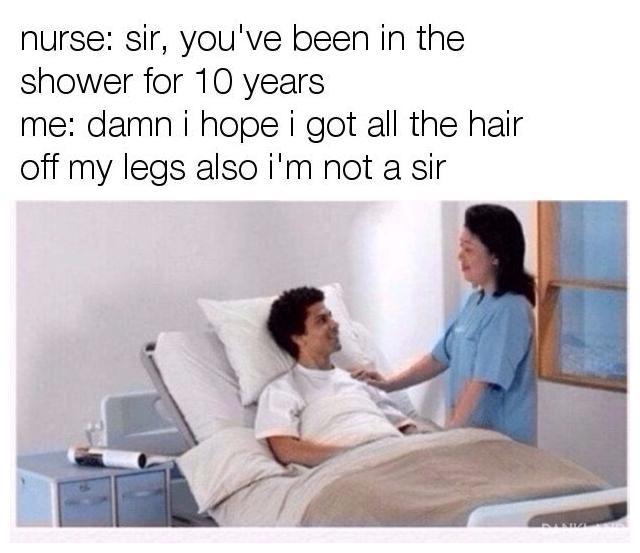 nurse: sir, you've been in the
shower for 10 years
me: damn i hope i got all the hair
off my legs also i'm not a sir